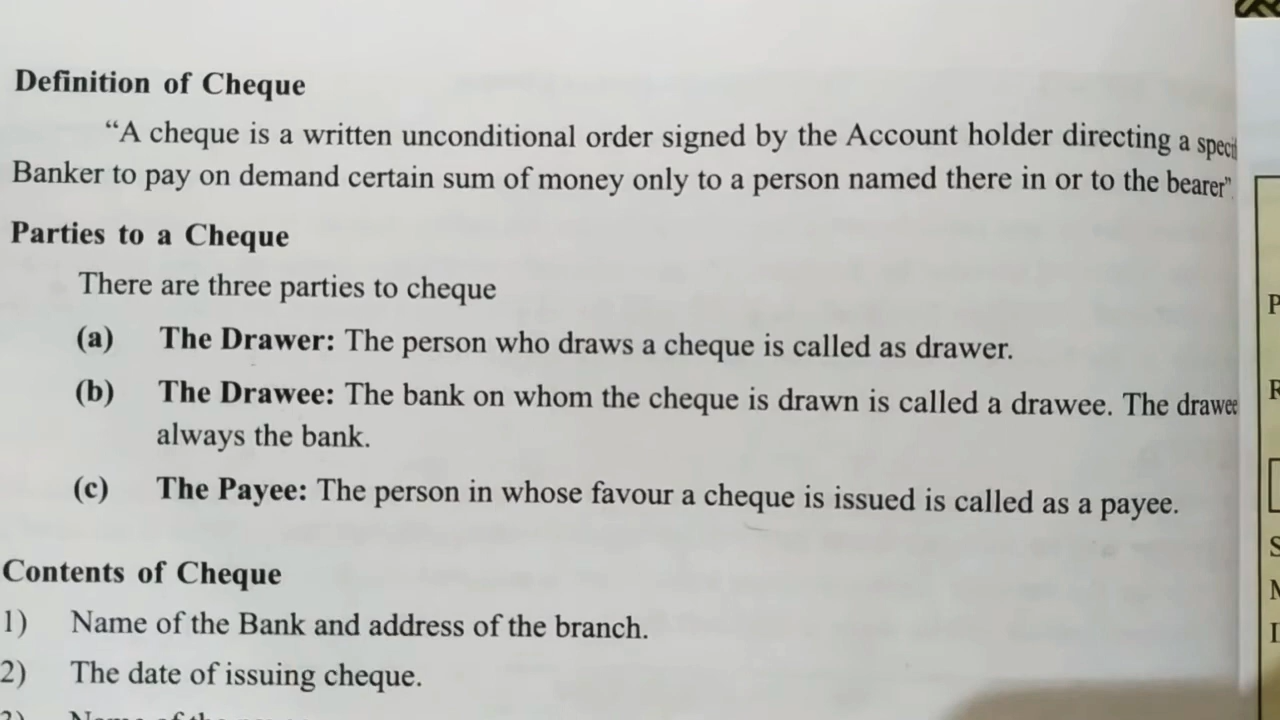 Definition of Cheque
“A cheque is a written unconditional order signed by the Account holder directing a
Banker to pay on demand certain sum of money only to a person named there in or to the bearer”.
Parties to a Cheque
There are three parties to cheque
(a) The Drawer: The person who draws a cheque is called as drawer.
(b) The Drawee: The bank on whom the cheque is drawn is called a drawee. The drawee
always the bank.
(c) The Payee: The person in whose favour a cheque is issued is called as a payee.
Contents of Cheque
1) Name of the Bank and address of the branch.
2) The date of issuing cheque.